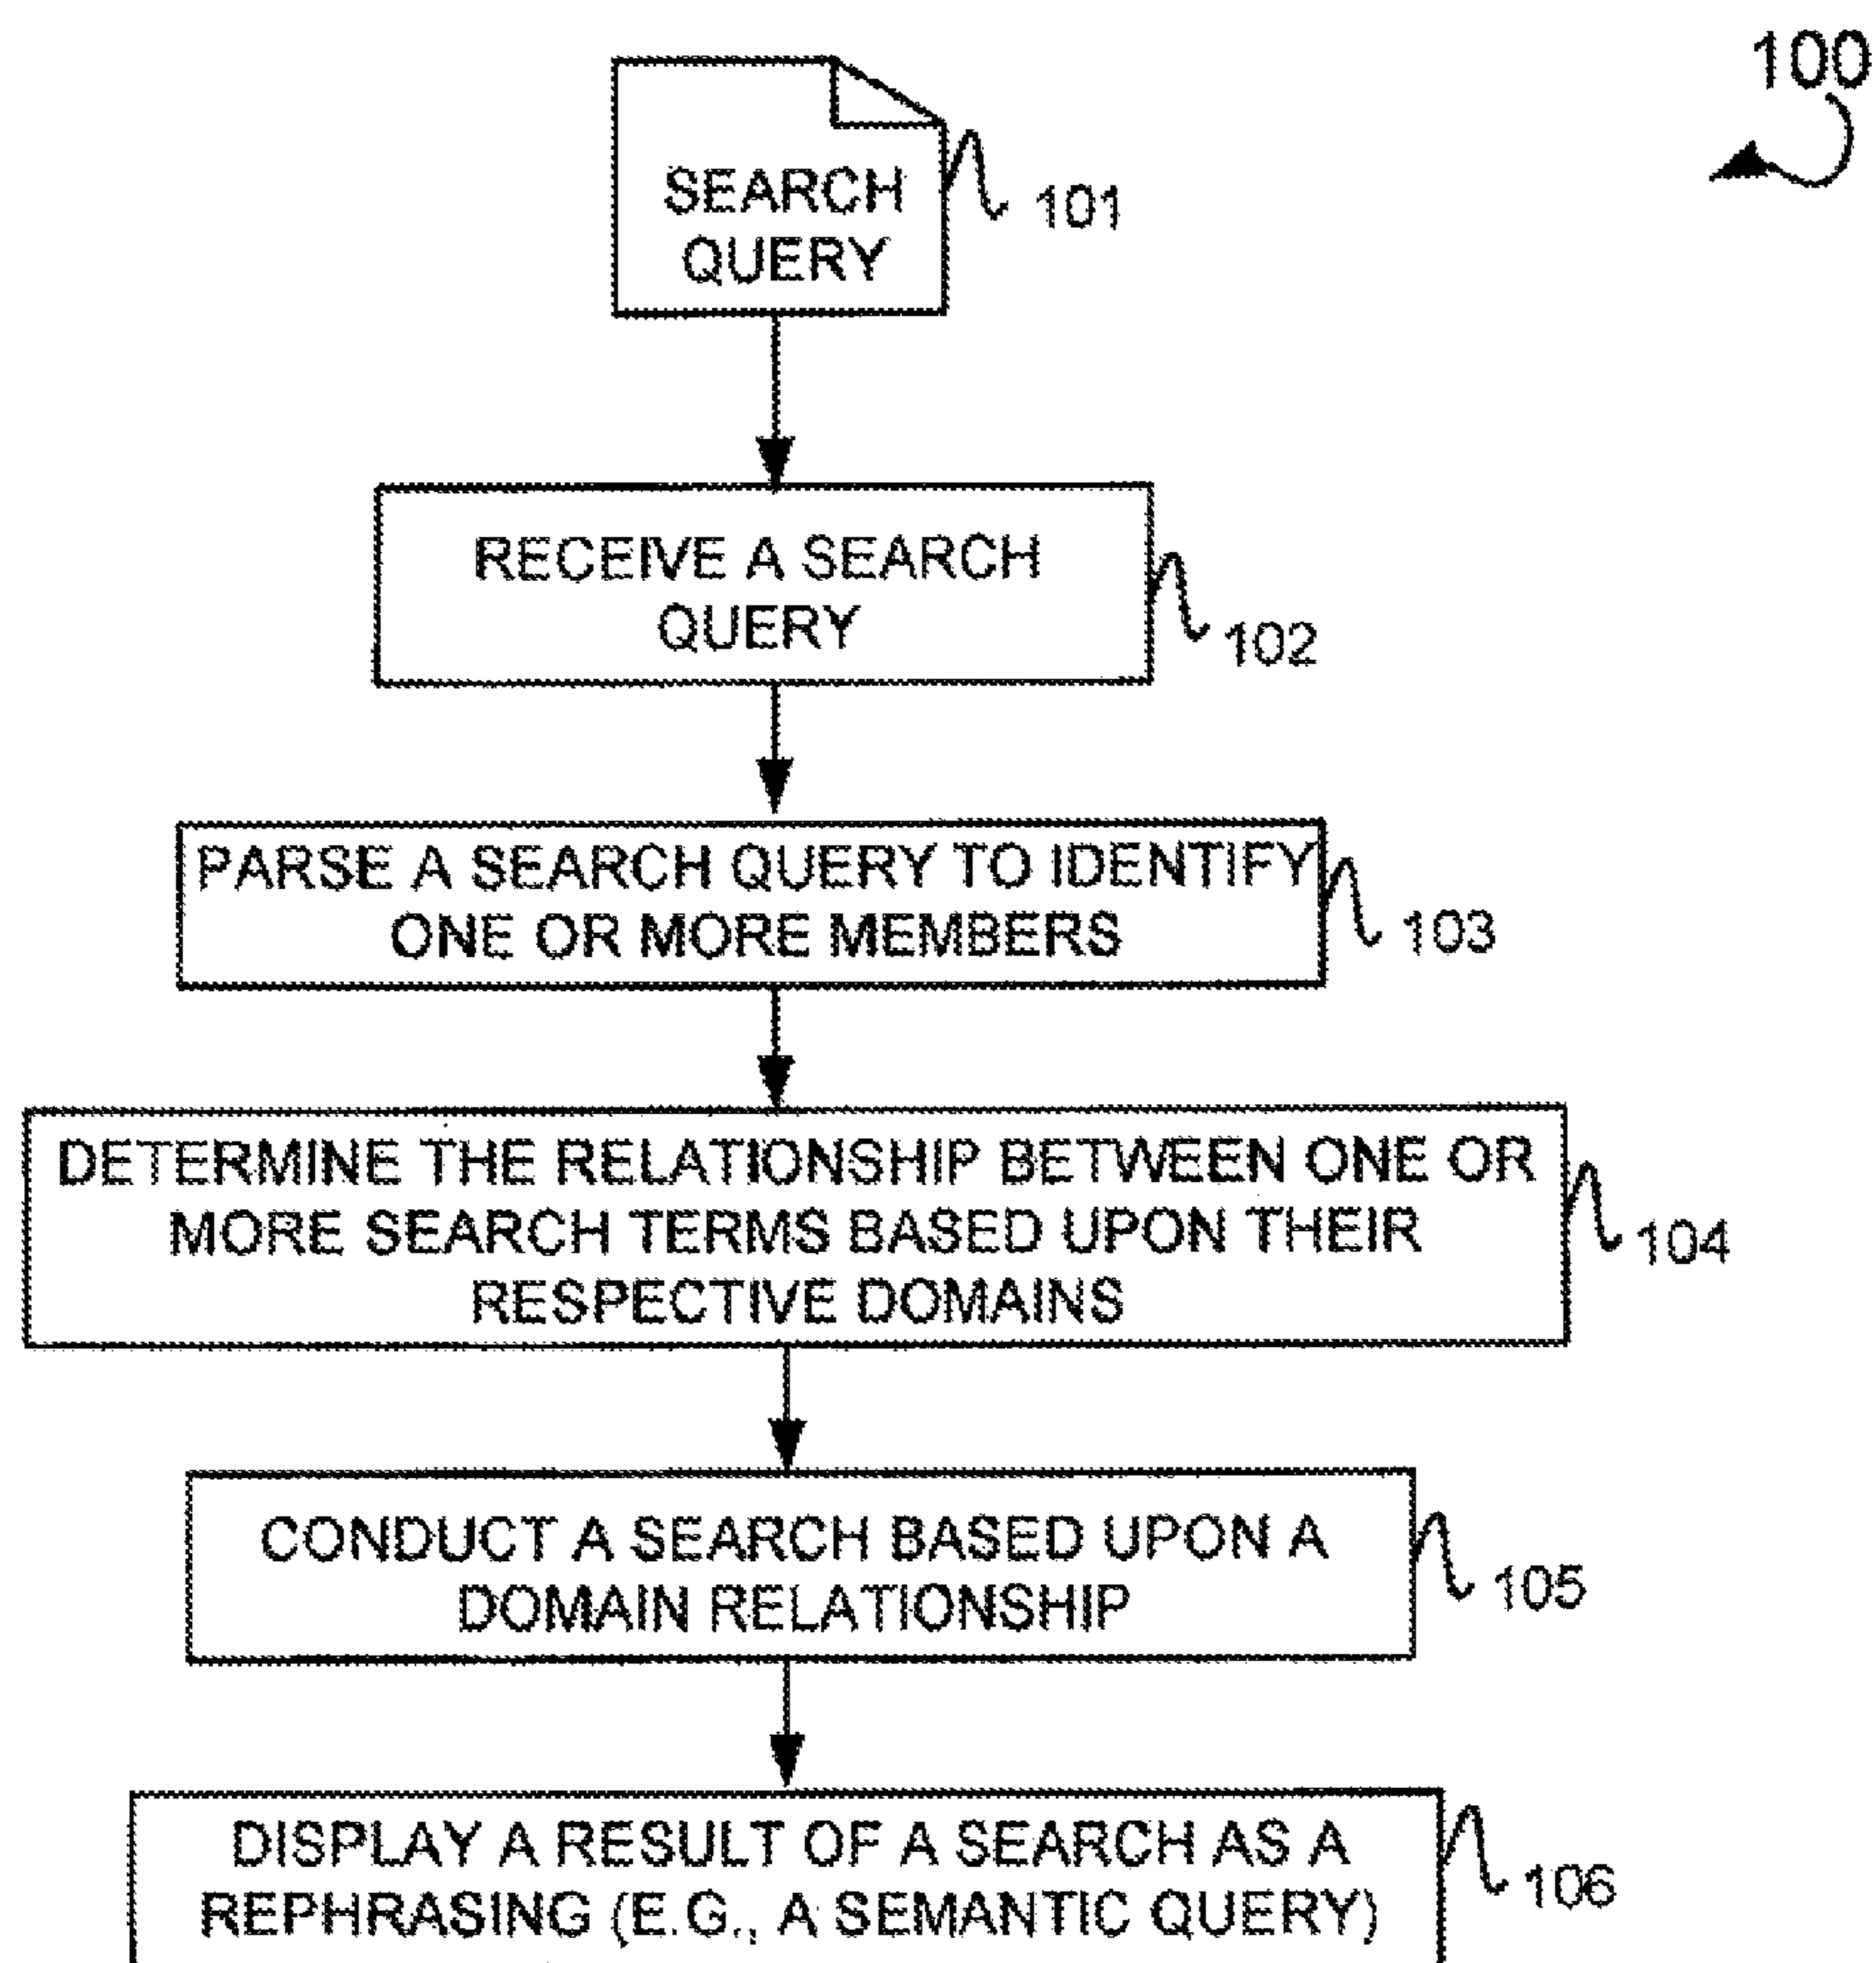 100
SEARCH
QUERY
101
RECEIVE A SEARCH
QUERY
102
PARSE A SEARCH QUERY TO IDENTIFY
ONE OR MORE MEMBERS
103
DETERMINE THE RELATIONSHIP BETWEEN ONE OR
MORE SEARCH TERMS BASED UPON THEIR
RESPECTIVE DOMAINS
104
CONDUCT A SEARCH BASED UPON A
DOMAIN RELATIONSHIP
105
DISPLAY A RESULT OF A SEARCH AS A
REPHRASING (E.G., A SEMANTIC QUERY)
106